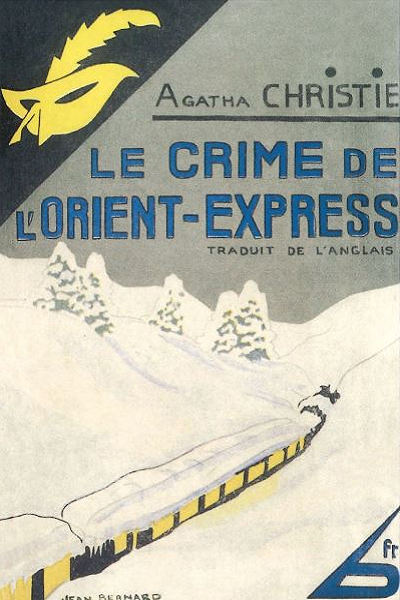 AGATHA CHRISTIE
LE CRIME DE
L'ORIENT-EXPRESS
TRADUIT DE L'ANGLAIS
6 fr
JEAN BERNARD